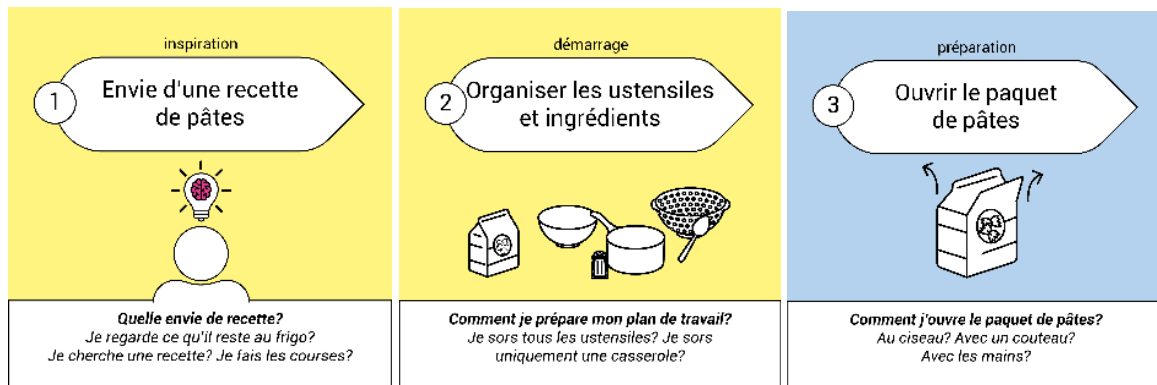 inspiration
1
Envie d'une recette
de pâtes
Quelle envie de recette?
Je regarde ce qu'il reste au frigo?
Je cherche une recette? Je fais les courses?
démarrage
2
Organiser les ustensiles
et ingrédients
Comment je prépare mon plan de travail?
Je sors tous les ustensiles? Je sors
uniquement une casserole?
préparation
3
Ouvrir le paquet
de pâtes
Comment j'ouvre le paquet de pâtes?
Au ciseau? Avec un couteau?
Avec les mains?